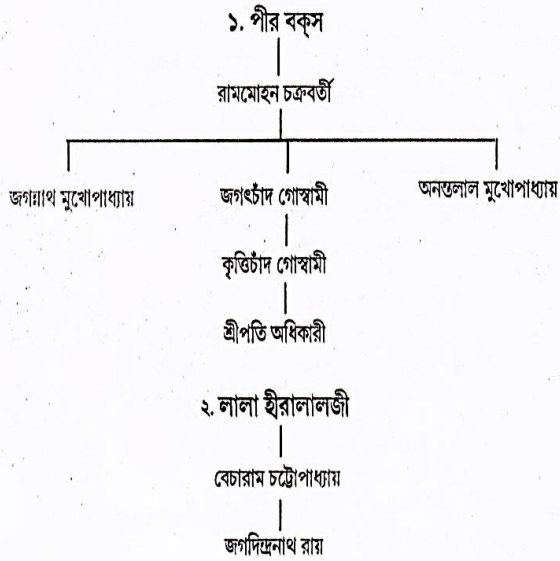 ১. পীর বক্‌স
রামমোহন চক্রবর্তী
জগন্নাথ মুখোপাধ্যায় জগৎচাঁদ গোস্বামী অনন্তলাল মুখোপাধ্যায়
কৃত্তিচাঁদ গোস্বামী
শ্রীপতি অধিকারী
২. লালা হীরালালজী
বেচারাম চট্টোপাধ্যায়
জগদিন্দ্রনাথ রায়